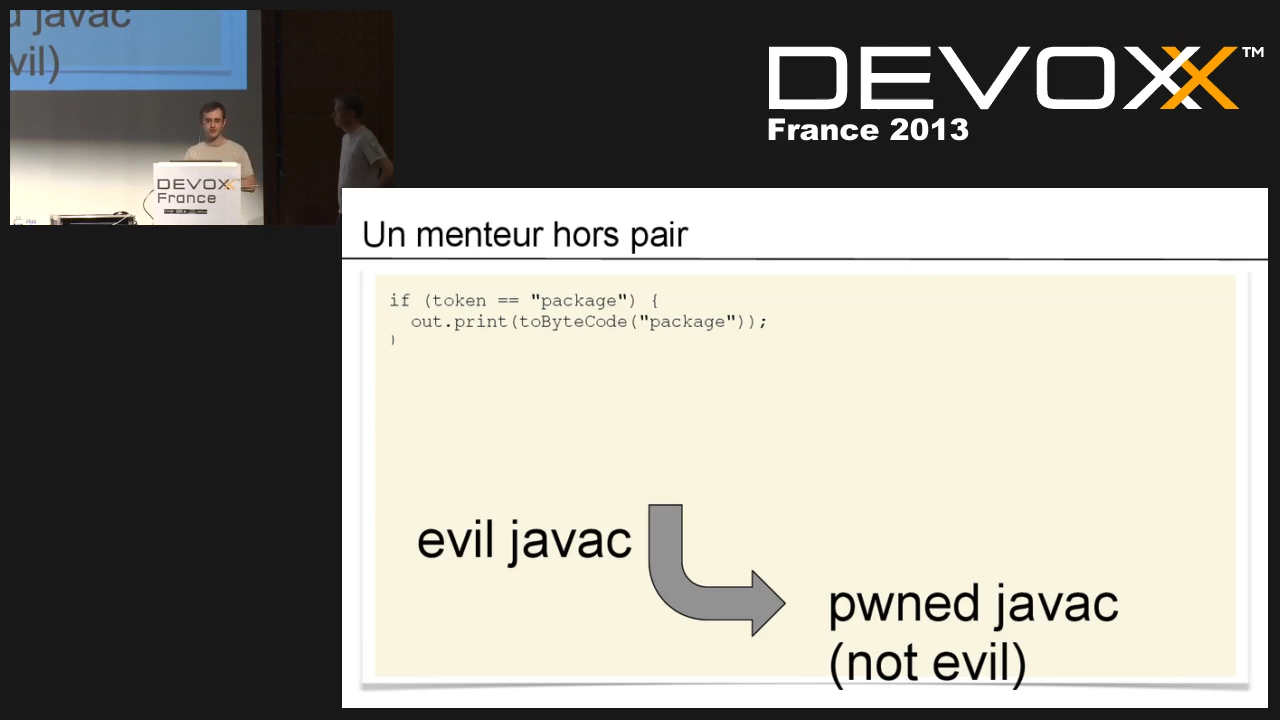 d javac
vil)
DEVOXX
France
DEVOXX™
France 2013
Un menteur hors pair
if (token == "package") {
out.print(toByteCode("package"));
}
evil javac
pwned javac
(not evil)